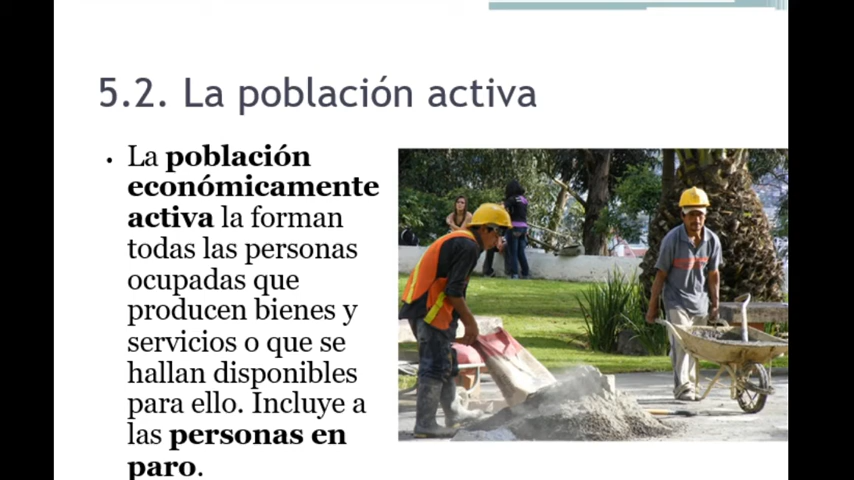 5.2. La población activa
• La población
económicamente
activa la forman
todas las personas
ocupadas que
producen bienes y
servicios o que se
hallan disponibles
para ello. Incluye a
las personas en
paro.